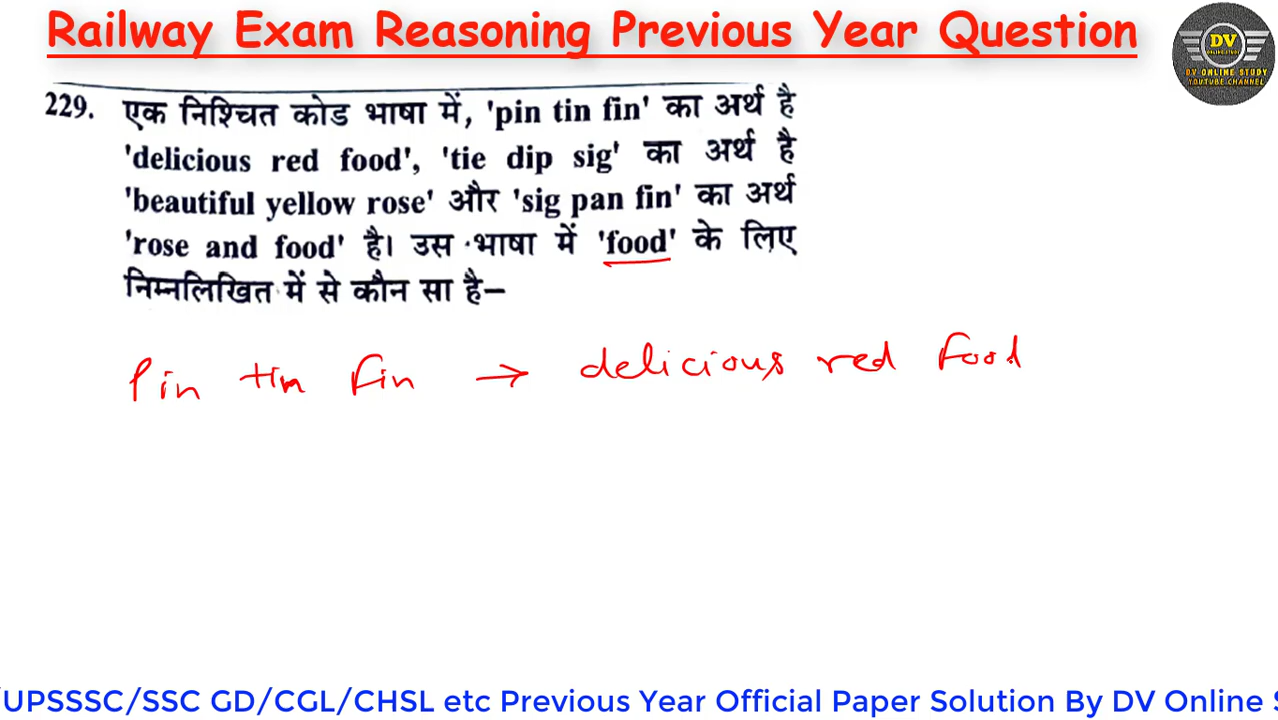 Railway Exam Reasoning Previous Year Question
DV
ONLINE STUDY
DV ONLINE STUDY
YOUTUBE CHANNEL
229. एक निश्चित कोड भाषा में, 'pin tin fin' का अर्थ है
'delicious red food', 'tie dip sig' का अर्थ है
'beautiful yellow rose' और 'sig pan fin' का अर्थ
'rose and food' है। उस भाषा में 'food' के लिए
निम्नलिखित में से कौन सा है–
Pin tin Fin → delicious red Food
/UPSSSC/SSC GD/CGL/CHSL etc Previous Year Official Paper Solution By DV Online S